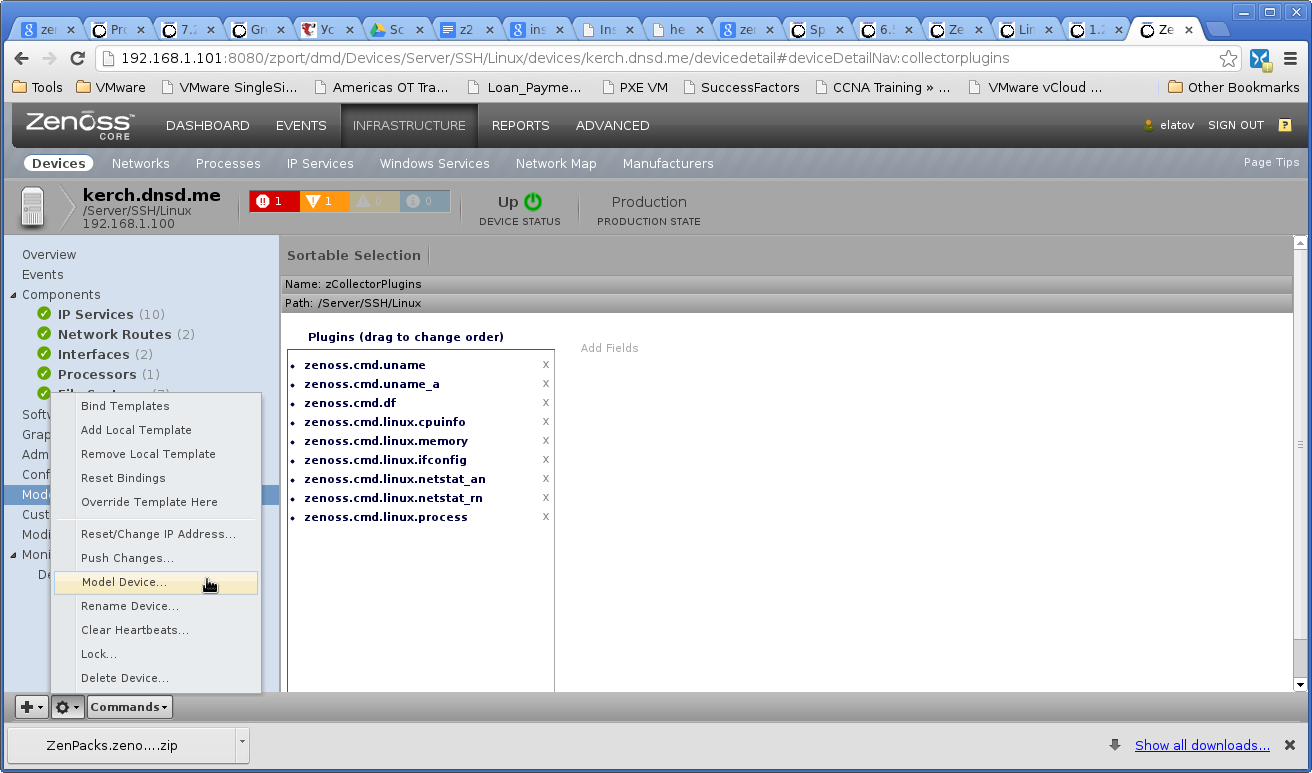 zer
Pro
7.2
Gro
Ус
Sc
z2
ins
Ins
he
zer
Sp
6.5
Ze
Lin
1.2
Ze
192.168.1.101:8080/zport/dmd/Devices/Server/SSH/Linux/devices/kerch.dnsd.me/devicedetail#deviceDetailNav:collectorplugins
Tools
VMware
VMware SingleSi...
Americas OT Tra...
Loan_Payme...
PXE VM
SuccessFactors
CCNA Training » ...
VMware vCloud ...
Other Bookmarks
Zenoss CORE
DASHBOARD EVENTS INFRASTRUCTURE REPORTS ADVANCED
elatov SIGN OUT ?
Devices Networks Processes IP Services Windows Services Network Map Manufacturers
Page Tips
kerch.dnsd.me
/Server/SSH/Linux
192.168.1.100
1 1 0 0
Up
DEVICE STATUS
Production
PRODUCTION STATE
Overview
Events
Components
IP Services (10)
Network Routes (2)
Interfaces (2)
Processors (1)
Soft
Grap
Adm
Conf
Mode
Cust
Modi
Moni
De
Bind Templates
Add Local Template
Remove Local Template
Reset Bindings
Override Template Here
Reset/Change IP Address...
Push Changes...
Model Device...
Rename Device...
Clear Heartbeats...
Lock...
Delete Device...
Sortable Selection
Name: zCollectorPlugins
Path: /Server/SSH/Linux
Plugins (drag to change order)
Add Fields
zenoss.cmd.uname x
zenoss.cmd.uname_a x
zenoss.cmd.df x
zenoss.cmd.linux.cpuinfo x
zenoss.cmd.linux.memory x
zenoss.cmd.linux.ifconfig x
zenoss.cmd.linux.netstat_an x
zenoss.cmd.linux.netstat_rn x
zenoss.cmd.linux.process x
Commands
ZenPacks.zeno....zip
Show all downloads...